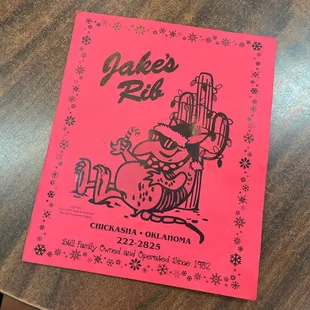 Jake's
Rib
CHICKASHA • OKLAHOMA
222-2825
Still Family Owned and Operated Since 1982